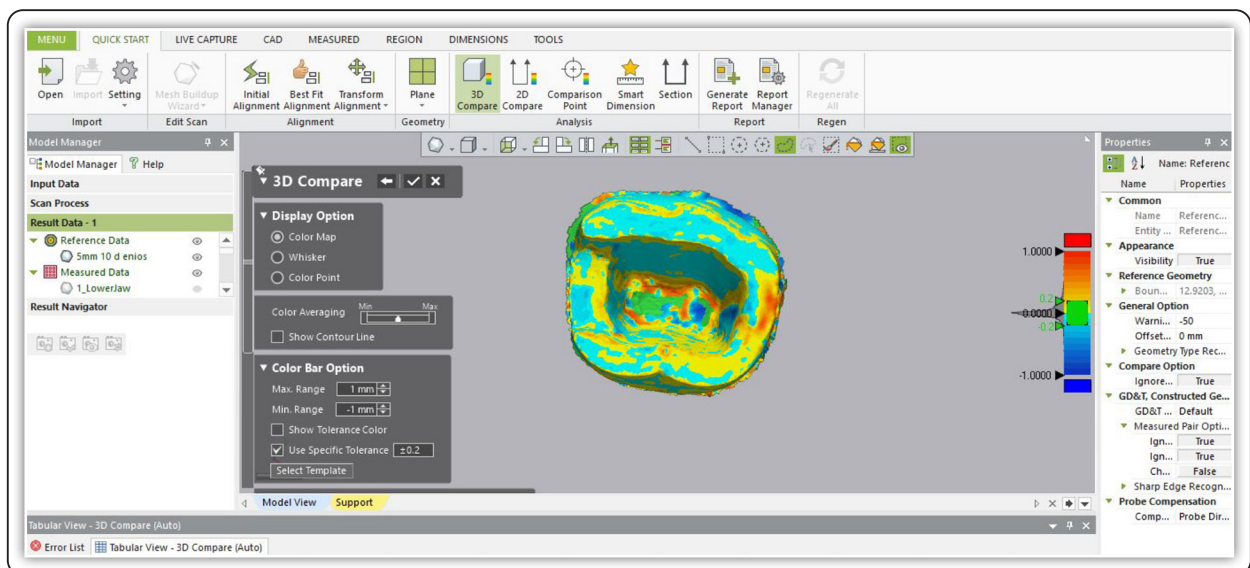 MENU QUICK START LIVE CAPTURE CAD MEASURED REGION DIMENSIONS TOOLS
Open Import Setting Mesh Buildup Wizard Initial Alignment Best Fit Alignment Transform Alignment Plane 3D Compare 2D Compare Comparison Point Smart Dimension Section Generate Report Report Manager Regenerate All
Import Edit Scan Alignment Geometry Analysis Report Regen
Model Manager
Model Manager Help
Input Data
Scan Process
Result Data - 1
Reference Data
5mm 10 d enios
Measured Data
1_LowerJaw
Result Navigator
3D Compare
Display Option
Color Map
Whisker
Color Point
Color Averaging Min Max
Show Contour Line
Color Bar Option
Max. Range 1 mm
Min. Range -1 mm
Show Tolerance Color
Use Specific Tolerance ±0.2
Select Template
1.0000
0.2
0.0000
-0.2
-1.0000
Properties
Name: Referenc
Name Properties
Common
Name Referenc...
Entity ... Referenc...
Appearance
Visibility True
Reference Geometry
Boun... 12.9203, ...
General Option
Warni... -50
Offset... 0 mm
Geometry Type Rec...
Compare Option
Ignore... True
GD&T, Constructed Ge...
GD&T ... Default
Measured Pair Opti...
Ign... True
Ign... True
Ch... False
Sharp Edge Recogn...
Probe Compensation
Comp... Probe Dir...
Model View Support
Tabular View - 3D Compare (Auto)
Error List Tabular View - 3D Compare (Auto)